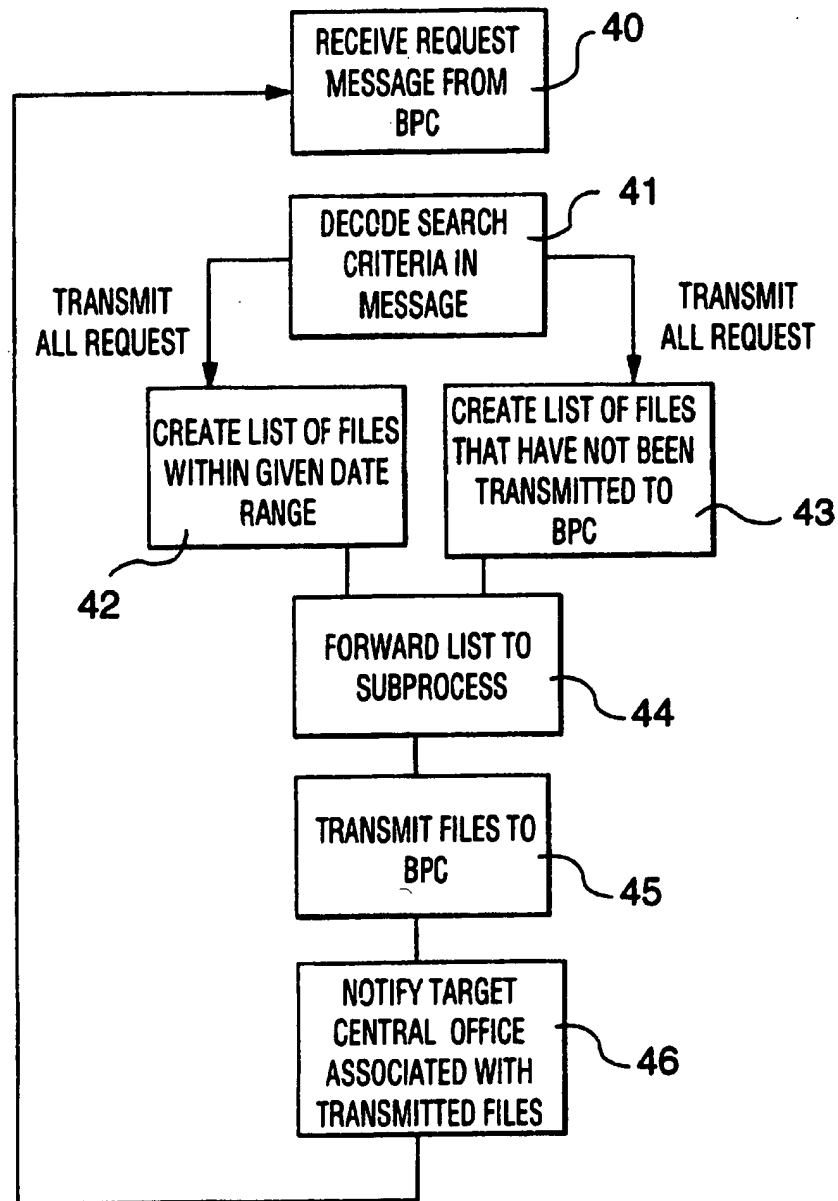 RECEIVE REQUEST
MESSAGE FROM
BPC
40
DECODE SEARCH
CRITERIA IN
MESSAGE
41
TRANSMIT
ALL REQUEST
TRANSMIT
ALL REQUEST
CREATE LIST OF FILES
WITHIN GIVEN DATE
RANGE
42
CREATE LIST OF FILES
THAT HAVE NOT BEEN
TRANSMITTED TO
BPC
43
FORWARD LIST TO
SUBPROCESS
44
TRANSMIT FILES TO
BPC
45
NOTIFY TARGET
CENTRAL OFFICE
ASSOCIATED WITH
TRANSMITTED FILES
46